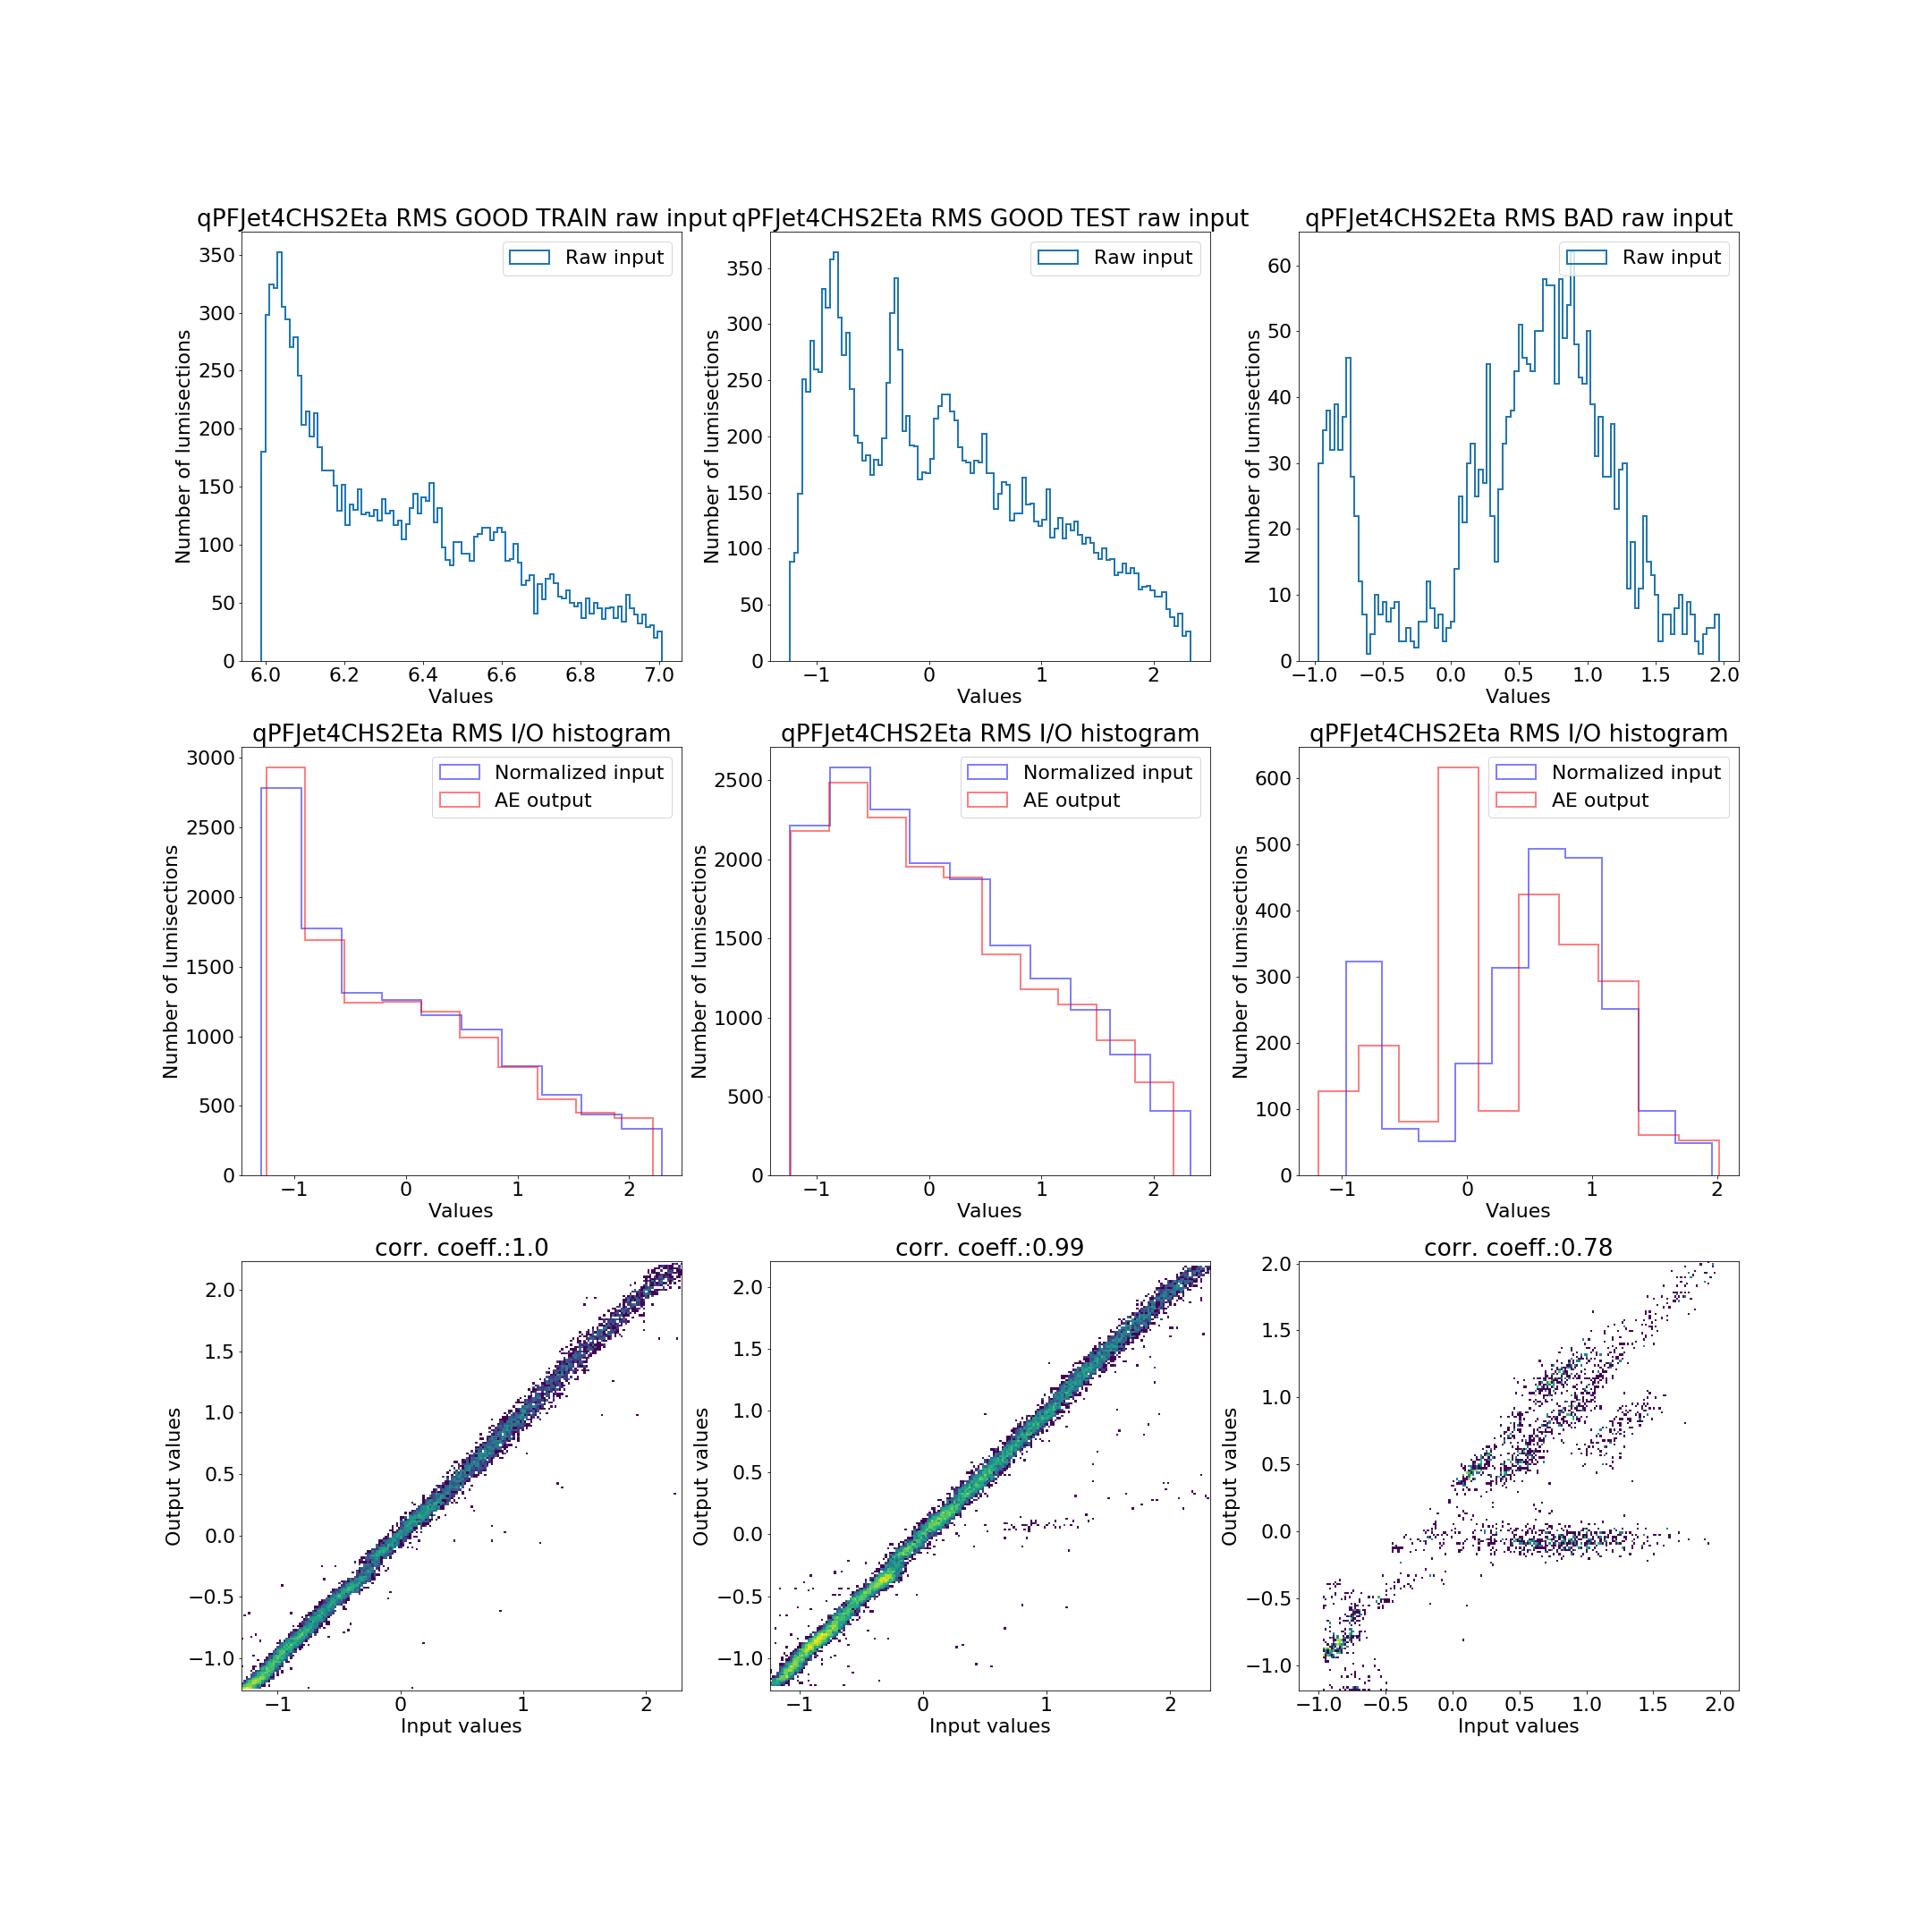 qPFJet4CHS2Eta RMS GOOD TRAIN raw input
Number of lumisections
350
300
250
200
150
100
50
0
Raw input
6.0 6.2 6.4 6.6 6.8 7.0
Values
qPFJet4CHS2Eta RMS GOOD TEST raw input
Number of lumisections
350
300
250
200
150
100
50
0
Raw input
−1 0 1 2
Values
qPFJet4CHS2Eta RMS BAD raw input
Number of lumisections
60
50
40
30
20
10
0
Raw input
−1.0 −0.5 0.0 0.5 1.0 1.5 2.0
Values
qPFJet4CHS2Eta RMS I/O histogram
Number of lumisections
3000
2500
2000
1500
1000
500
0
Normalized input
AE output
−1 0 1 2
Values
qPFJet4CHS2Eta RMS I/O histogram
Number of lumisections
2500
2000
1500
1000
500
0
Normalized input
AE output
−1 0 1 2
Values
qPFJet4CHS2Eta RMS I/O histogram
Number of lumisections
600
500
400
300
200
100
0
Normalized input
AE output
−1 0 1 2
Values
corr. coeff.:1.0
Output values
2.0
1.5
1.0
0.5
0.0
−0.5
−1.0
−1 0 1 2
Input values
corr. coeff.:0.99
Output values
2.0
1.5
1.0
0.5
0.0
−0.5
−1.0
−1 0 1 2
Input values
corr. coeff.:0.78
Output values
2.0
1.5
1.0
0.5
0.0
−0.5
−1.0
−1.0 −0.5 0.0 0.5 1.0 1.5 2.0
Input values